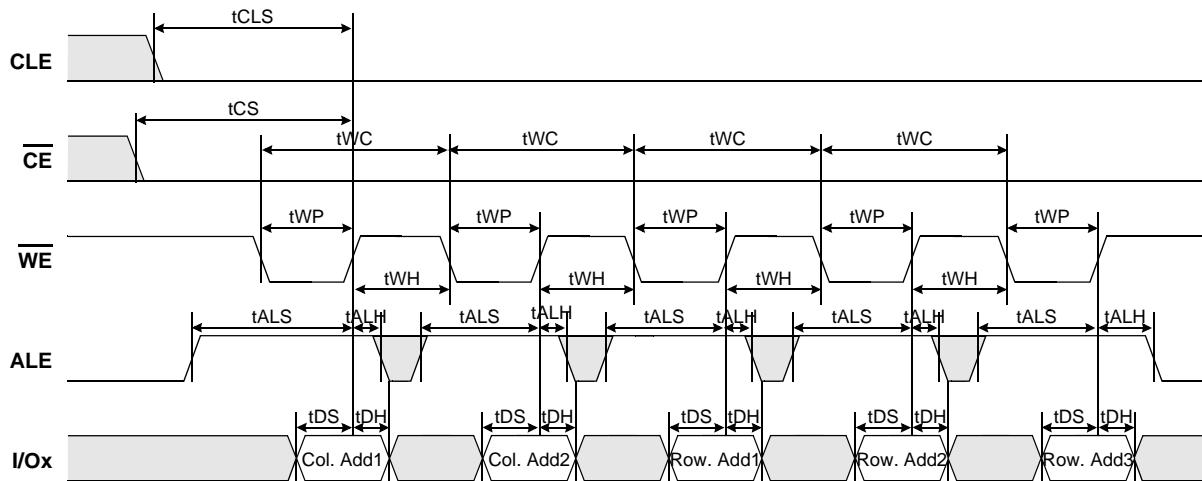 tCLS
CLE
tCS
CE
tWC tWC tWC tWC
tWP tWP tWP tWP tWP
WE
tWH tWH tWH tWH
tALS tALH tALS tALH tALS tALH tALS tALH tALS tALH
ALE
tDS tDH tDS tDH tDS tDH tDS tDH tDS tDH
I/Ox Col. Add1 Col. Add2 Row. Add1 Row. Add2 Row. Add3